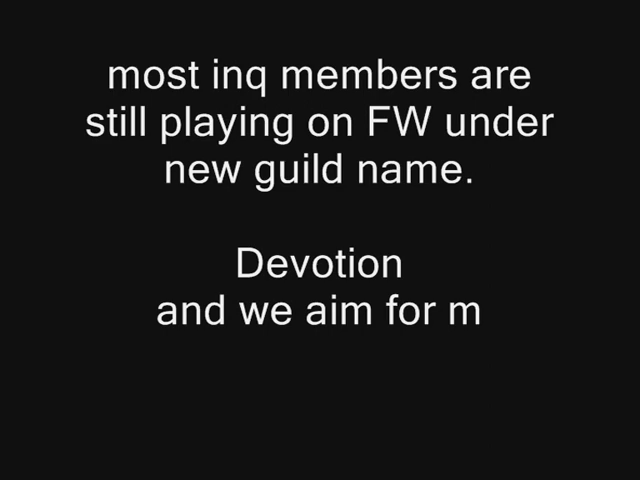 most inq members are
still playing on FW under
new guild name.
Devotion
and we aim for m